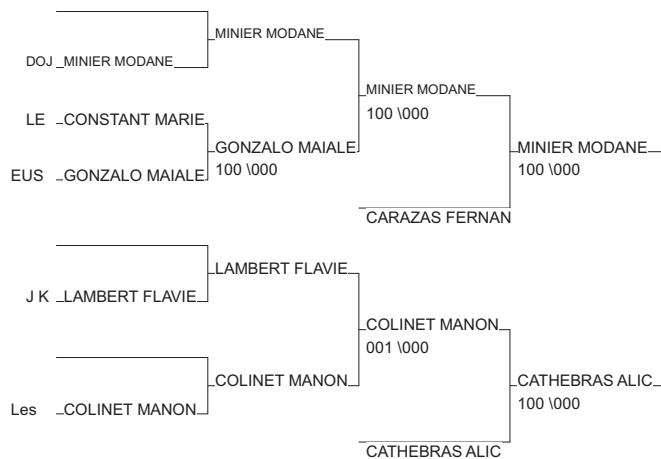 MINIER MODANE
DOJ MINIER MODANE
MINIER MODANE
100 \000
LE CONSTANT MARIE
GONZALO MAIALE
100 \000
MINIER MODANE
100 \000
EUS GONZALO MAIALE
CARAZAS FERNAN
LAMBERT FLAVIE
J K LAMBERT FLAVIE
COLINET MANON
001 \000
COLINET MANON
CATHEBRAS ALIC
100 \000
Les COLINET MANON
CATHEBRAS ALIC